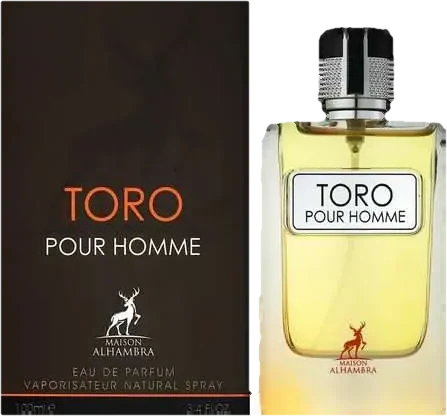 TORO
POUR HOMME
MAISON
ALHAMBRA
EAU DE PARFUM
VAPORISATEUR NATURAL SPRAY
100ml e 3.4 FL.OZ
TORO
POUR HOMME
MAISON
ALHAMBRA